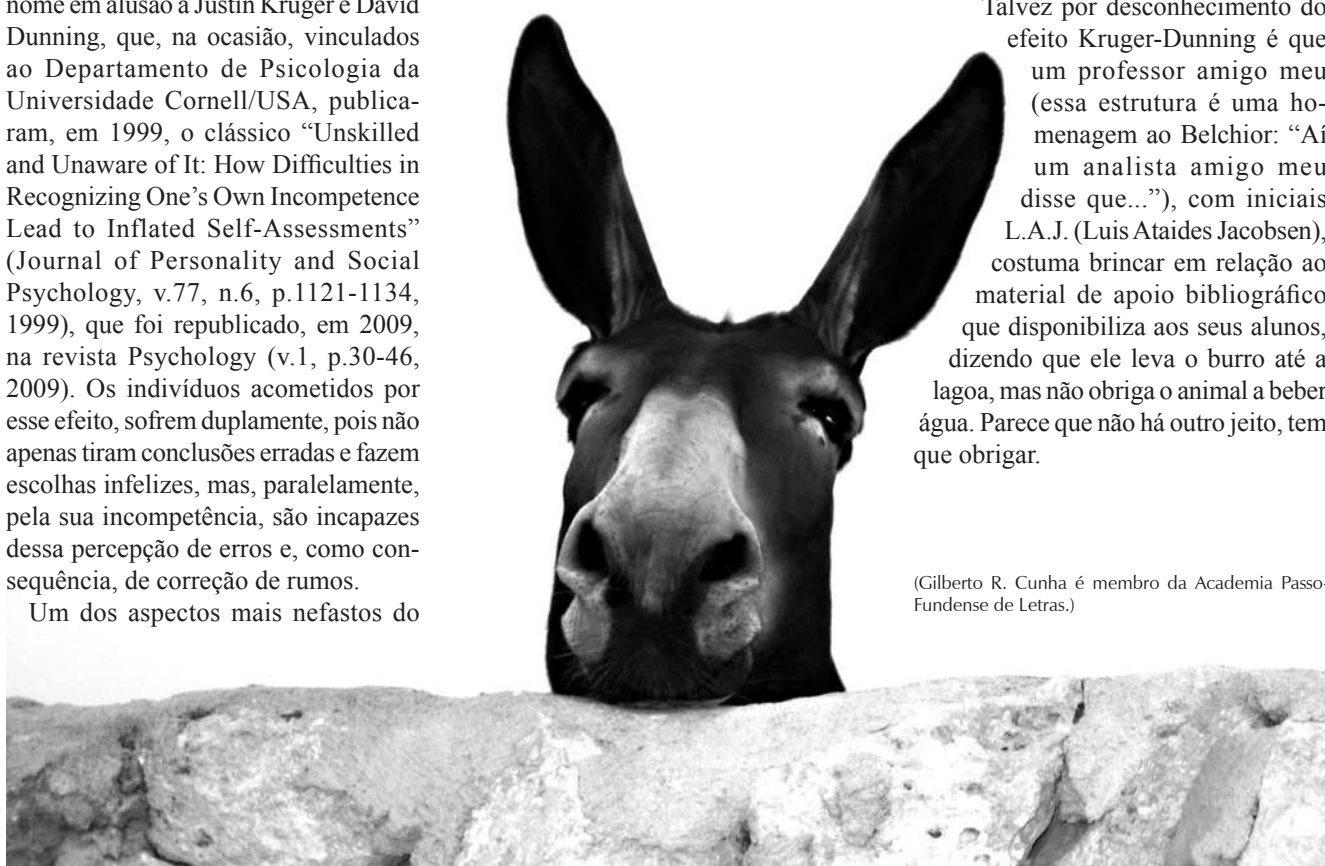 nome em alusão a Justin Kruger e David
Dunning, que, na ocasião, vinculados
ao Departamento de Psicologia da
Universidade Cornell/USA, publica-
ram, em 1999, o clássico “Unskilled
and Unaware of It: How Difficulties in
Recognizing One’s Own Incompetence
Lead to Inflated Self-Assessments”
(Journal of Personality and Social
Psychology, v.77, n.6, p.1121-1134,
1999), que foi republicado, em 2009,
na revista Psychology (v.1, p.30-46,
2009). Os indivíduos acometidos por
esse efeito, sofrem duplamente, pois não
apenas tiram conclusões erradas e fazem
escolhas infelizes, mas, paralelamente,
pela sua incompetência, são incapazes
dessa percepção de erros e, como con-
sequência, de correção de rumos.
Um dos aspectos mais nefastos do
Talvez por desconhecimento do
efeito Kruger-Dunning é que
um professor amigo meu
(essa estrutura é uma ho-
menagem ao Belchior: “Aí
um analista amigo meu
disse que...”), com iniciais
L.A.J. (Luis Ataides Jacobsen),
costuma brincar em relação ao
material de apoio bibliográfico
que disponibiliza aos seus alunos,
dizendo que ele leva o burro até a
lagoa, mas não obriga o animal a beber
água. Parece que não há outro jeito, tem
que obrigar.
(Gilberto R. Cunha é membro da Academia Passo-
Fundense de Letras.)